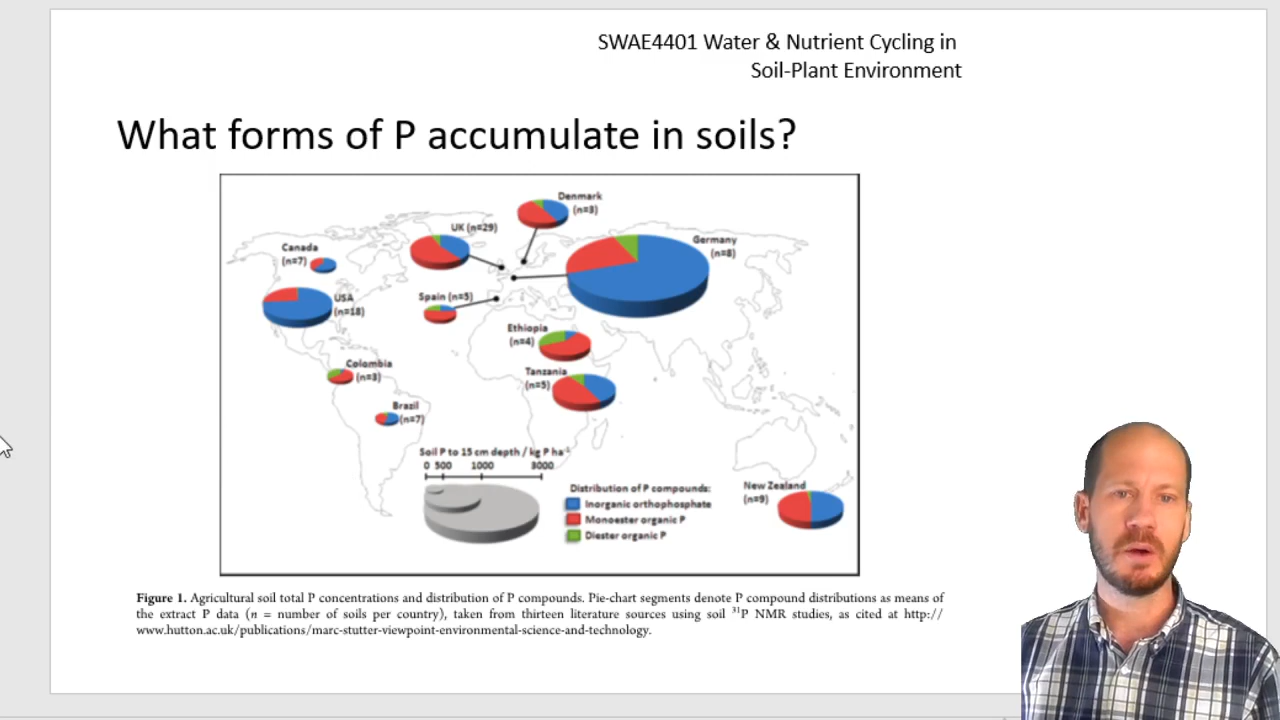 SWAE4401 Water & Nutrient Cycling in
Soil-Plant Environment
What forms of P accumulate in soils?
Denmark
(n=3)
UK (n=29)
Germany
(n=8)
Canada
(n=7)
USA
(n=18)
Spain (n=5)
Ethiopia
(n=4)
Colombia
(n=3)
Tanzania
(n=5)
Brazil
(n=7)
Soil P to 15 cm depth / kg P ha⁻¹
0 500 1000 3000
New Zealand
(n=9)
Distribution of P compounds:
Inorganic orthophosphate
Monoester organic P
Diester organic P
Figure 1. Agricultural soil total P concentrations and distribution of P compounds. Pie-chart segments denote P compound distributions as means of
the extract P data (n = number of soils per country), taken from thirteen literature sources using soil ³¹P NMR studies, as cited at http://
www.hutton.ac.uk/publications/marc-stutter-viewpoint-environmental-science-and-technology.